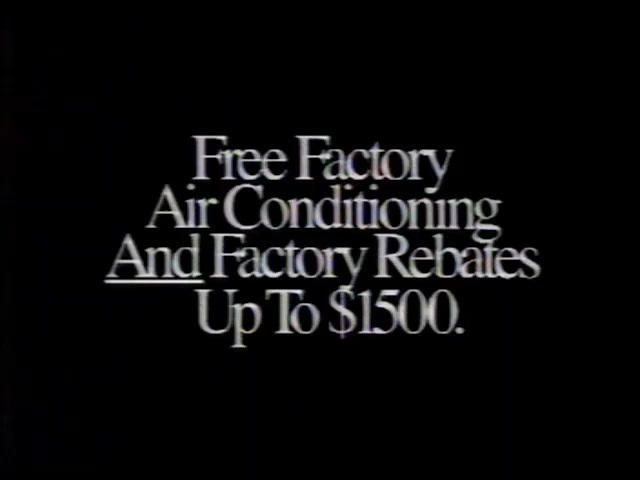 Free Factory
Air Conditioning
And Factory Rebates
Up To $1500.